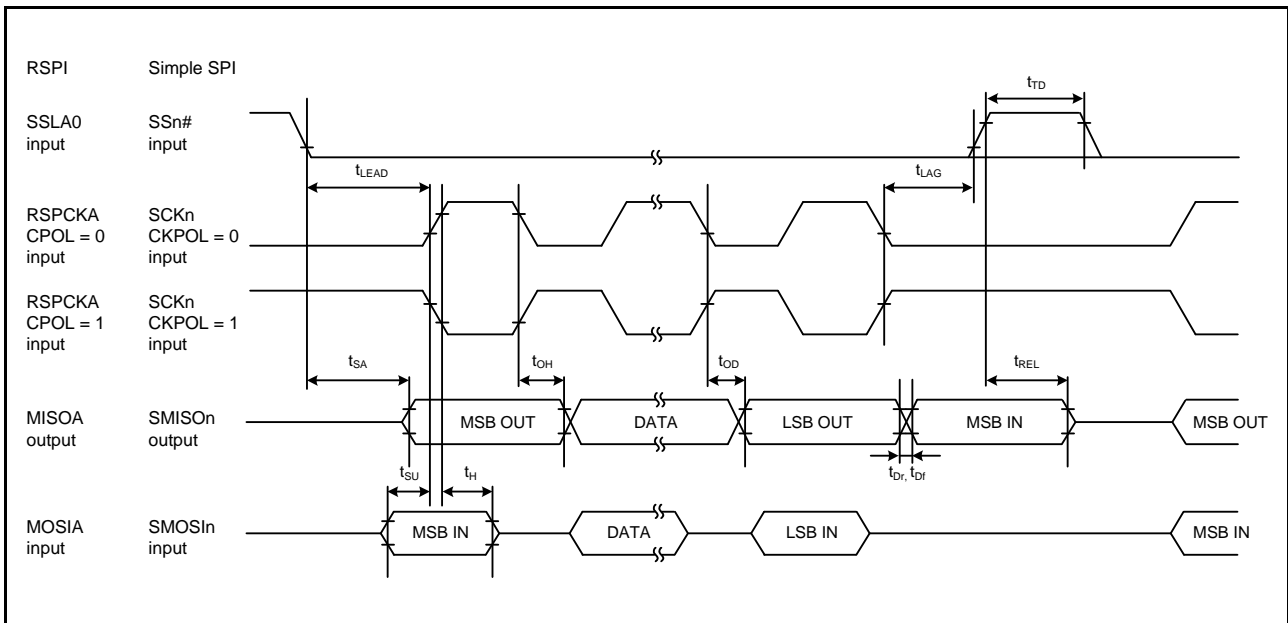 RSPI Simple SPI
tTD
SSLA0 SSn#
input input
tLEAD tLAG
RSPCKA SCKn
CPOL = 0 CKPOL = 0
input input
RSPCKA SCKn
CPOL = 1 CKPOL = 1
input input
tSA tOH tOD tREL
MISOA SMISOn MSB OUT DATA LSB OUT MSB IN MSB OUT
output output
tSU tH tDr, tDf
MOSIA SMOSIn MSB IN DATA LSB IN MSB IN
input input